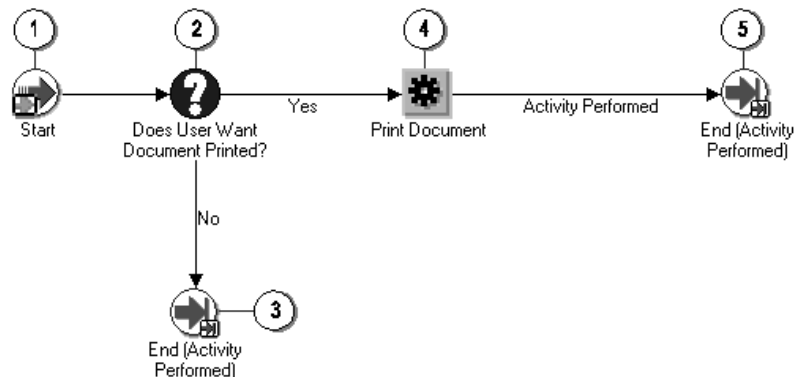 1
2
4
5
Start
Does User Want
Document Printed?
Yes
Print Document
Activity Performed
End (Activity
Performed)
No
3
End (Activity
Performed)